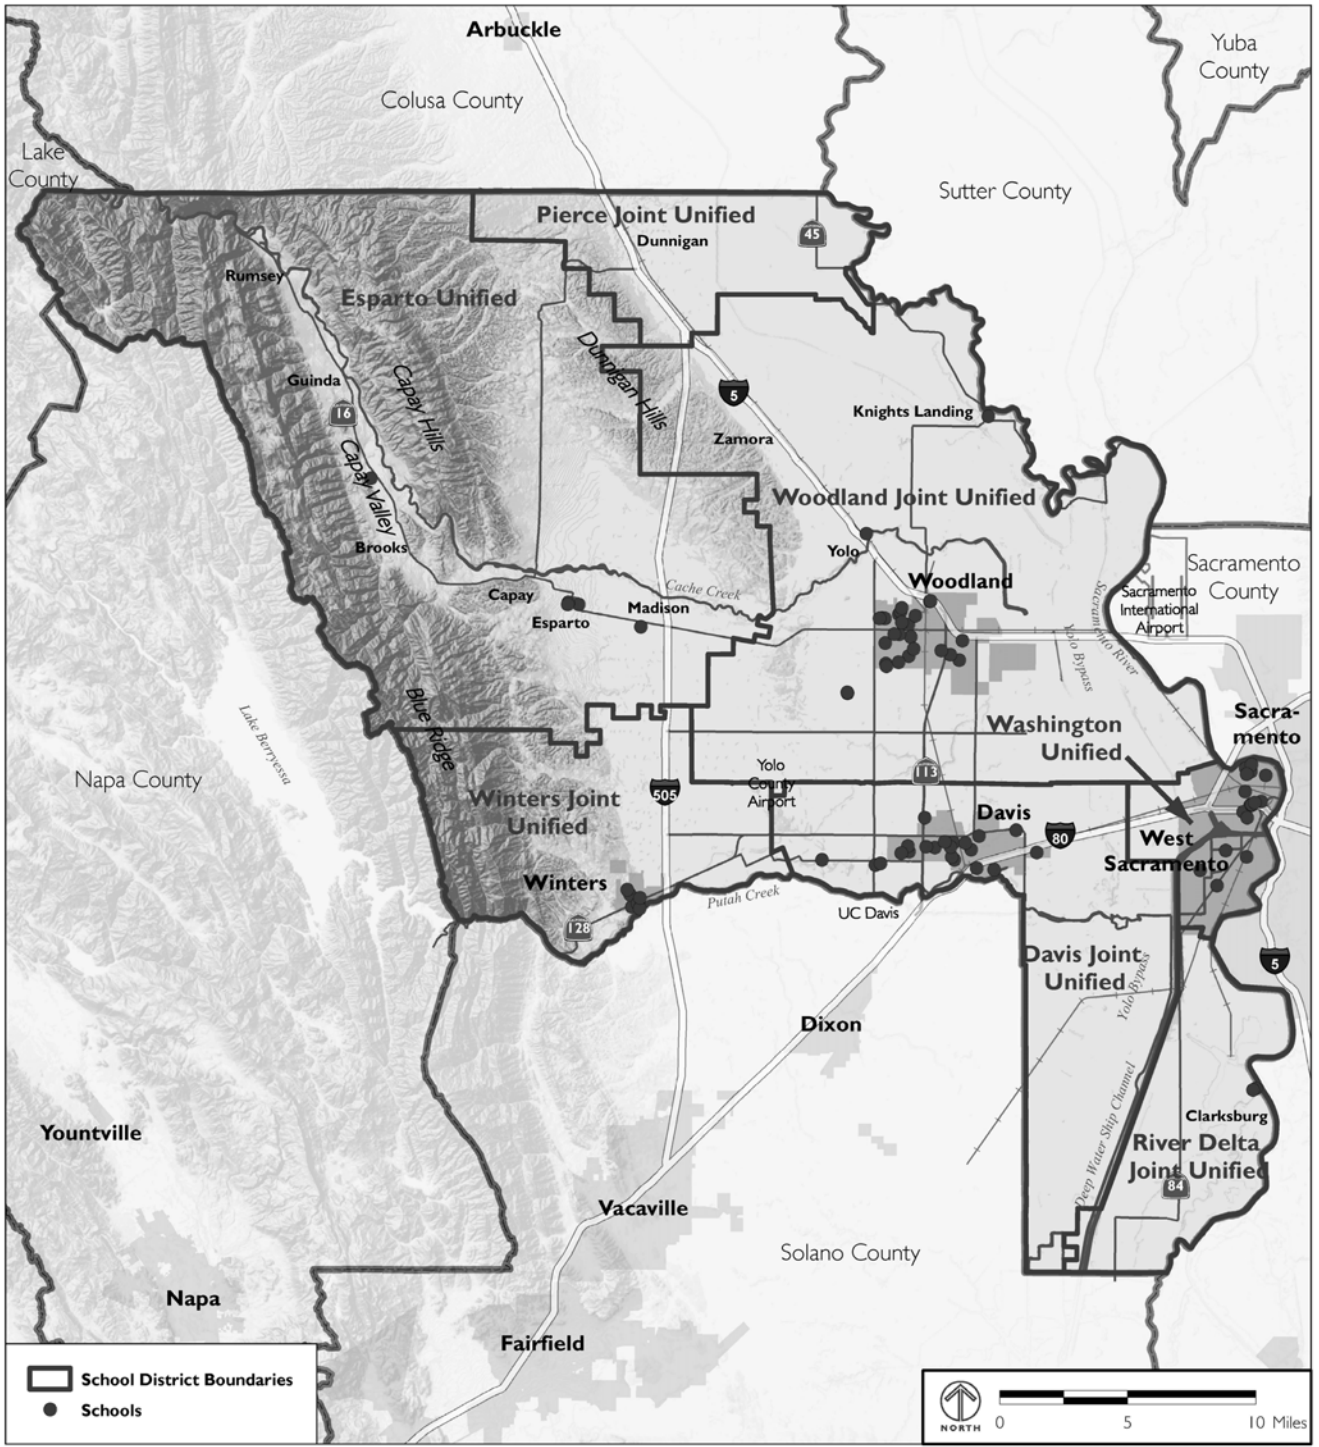 Arbuckle
Yuba
County
Colusa County
Lake
County
Sutter County
Pierce Joint Unified
Dunnigan
45
Rumsey
Esparto Unified
Dunnigan Hills
Guinda
Capay Hills
5
16
Knights Landing
Zamora
Capay Valley
Woodland Joint Unified
Brooks
Yolo
Sacramento
County
Woodland
Cache Creek
Capay
Madison
Esparto
Sacramento
International
Airport
Sacramento River
Yolo Bypass
Blue Ridge
Lake Berryessa
Washington
Unified
Sacra-
mento
Napa County
Yolo
County
Airport
113
505
Winters Joint
Unified
Davis
80
West
Sacramento
Winters
Putah Creek
UC Davis
128
Davis Joint
Unified
Yolo Bypass
5
Dixon
Deep Water Ship Channel
Clarksburg
Yountville
River Delta
Joint Unified
84
Vacaville
Solano County
Napa
Fairfield
School District Boundaries
Schools
NORTH
0 5 10 Miles